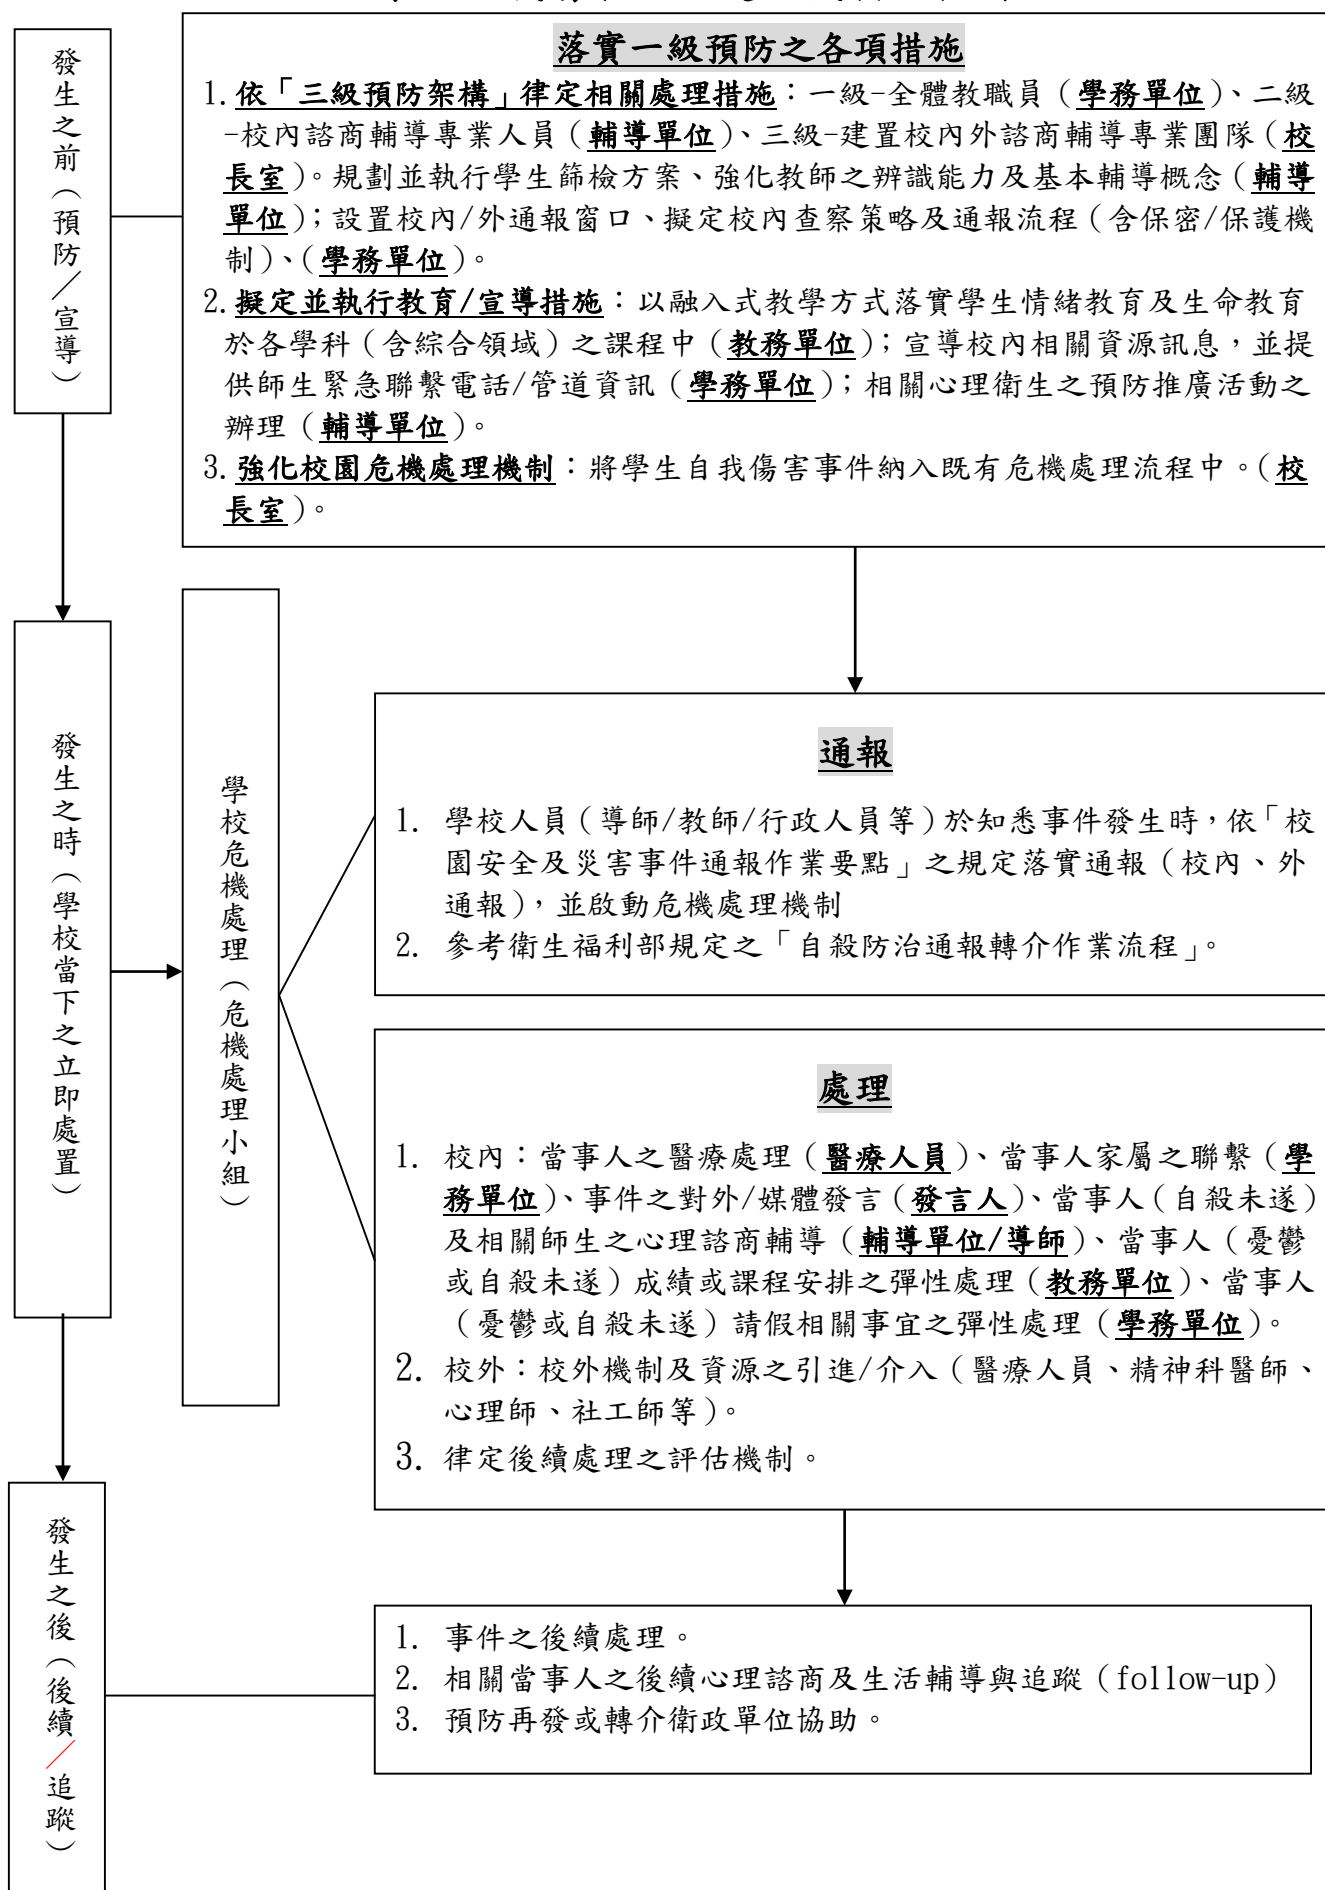 發生之前（預防／宣導）
落實一級預防之各項措施
1.依「三級預防架構」律定相關處理措施：一級-全體教職員（學務單位）、二級
-校內諮商輔導專業人員（輔導單位）、三級-建置校內外諮商輔導專業團隊（校
長室）。規劃並執行學生篩檢方案、強化教師之辨識能力及基本輔導概念（輔導
單位）；設置校內/外通報窗口、擬定校內查察策略及通報流程（含保密/保護機
制）、（學務單位）。
2.擬定並執行教育/宣導措施：以融入式教學方式落實學生情緒教育及生命教育
於各學科（含綜合領域）之課程中（教務單位）；宣導校內相關資源訊息，並提
供師生緊急聯繫電話/管道資訊（學務單位）；相關心理衛生之預防推廣活動之
辦理（輔導單位）。
3.強化校園危機處理機制：將學生自我傷害事件納入既有危機處理流程中。（校
長室）。
發生之時（學校當下之立即處置）
學校危機處理（危機處理小組）
通報
1. 學校人員（導師/教師/行政人員等）於知悉事件發生時，依「校
園安全及災害事件通報作業要點」之規定落實通報（校內、外
通報），並啟動危機處理機制
2. 參考衛生福利部規定之「自殺防治通報轉介作業流程」。
處理
1. 校內：當事人之醫療處理（醫療人員）、當事人家屬之聯繫（學
務單位）、事件之對外/媒體發言（發言人）、當事人（自殺未遂）
及相關師生之心理諮商輔導（輔導單位/導師）、當事人（憂鬱
或自殺未遂）成績或課程安排之彈性處理（教務單位）、當事人
（憂鬱或自殺未遂）請假相關事宜之彈性處理（學務單位）。
2. 校外：校外機制及資源之引進/介入（醫療人員、精神科醫師、
心理師、社工師等）。
3. 律定後續處理之評估機制。
發生之後（後續／追蹤）
1. 事件之後續處理。
2. 相關當事人之後續心理諮商及生活輔導與追蹤（follow-up）
3. 預防再發或轉介衛政單位協助。